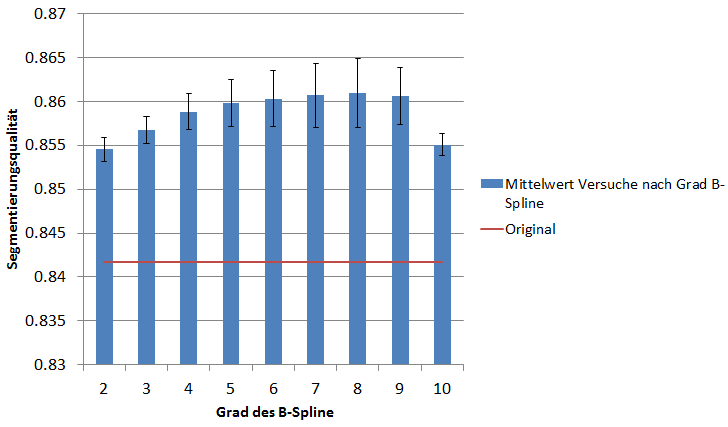 0.87
0.865
0.86
0.855
0.85
0.845
0.84
0.835
0.83
Segmentierungsqualität
2 3 4 5 6 7 8 9 10
Grad des B-Spline
Mittelwert Versuche nach Grad B-
Spline
Original